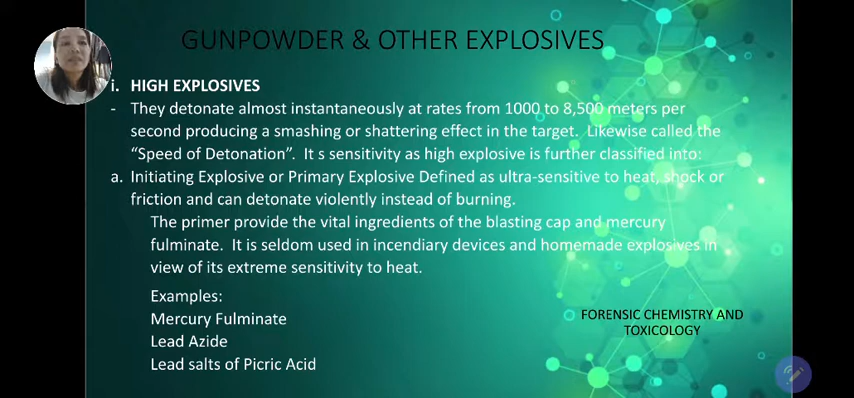 GUNPOWDER & OTHER EXPLOSIVES
i. HIGH EXPLOSIVES
- They detonate almost instantaneously at rates from 1000 to 8,500 meters per
second producing a smashing or shattering effect in the target. Likewise called the
“Speed of Detonation”. It s sensitivity as high explosive is further classified into:
a. Initiating Explosive or Primary Explosive Defined as ultra-sensitive to heat, shock or
friction and can detonate violently instead of burning.
The primer provide the vital ingredients of the blasting cap and mercury
fulminate. It is seldom used in incendiary devices and homemade explosives in
view of its extreme sensitivity to heat.
Examples:
Mercury Fulminate
Lead Azide
Lead salts of Picric Acid
FORENSIC CHEMISTRY AND
TOXICOLOGY